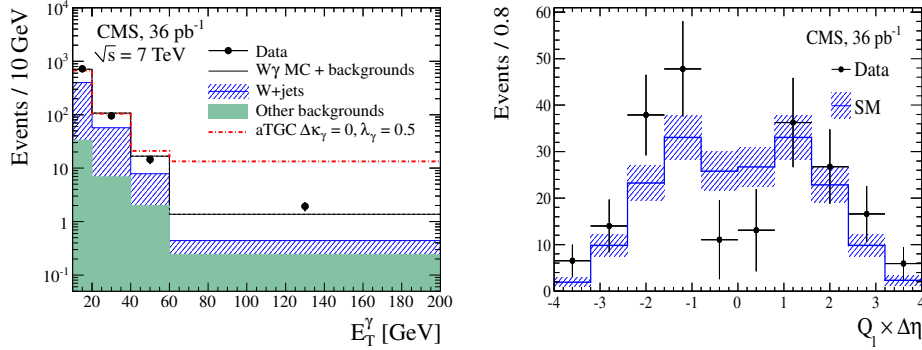 Events / 10 GeV
10⁴
10³
10²
10
1
10⁻¹
CMS, 36 pb⁻¹
√s = 7 TeV
Data
Wγ MC + backgrounds
W+jets
Other backgrounds
aTGC Δκγ = 0, λγ = 0.5
20 40 60 80 100 120 140 160 180 200
E_T^γ [GeV]
Events / 0.8
60
50
40
30
20
10
0
CMS, 36 pb⁻¹
Data
SM
-4 -3 -2 -1 0 1 2 3 4
Q_l × Δη